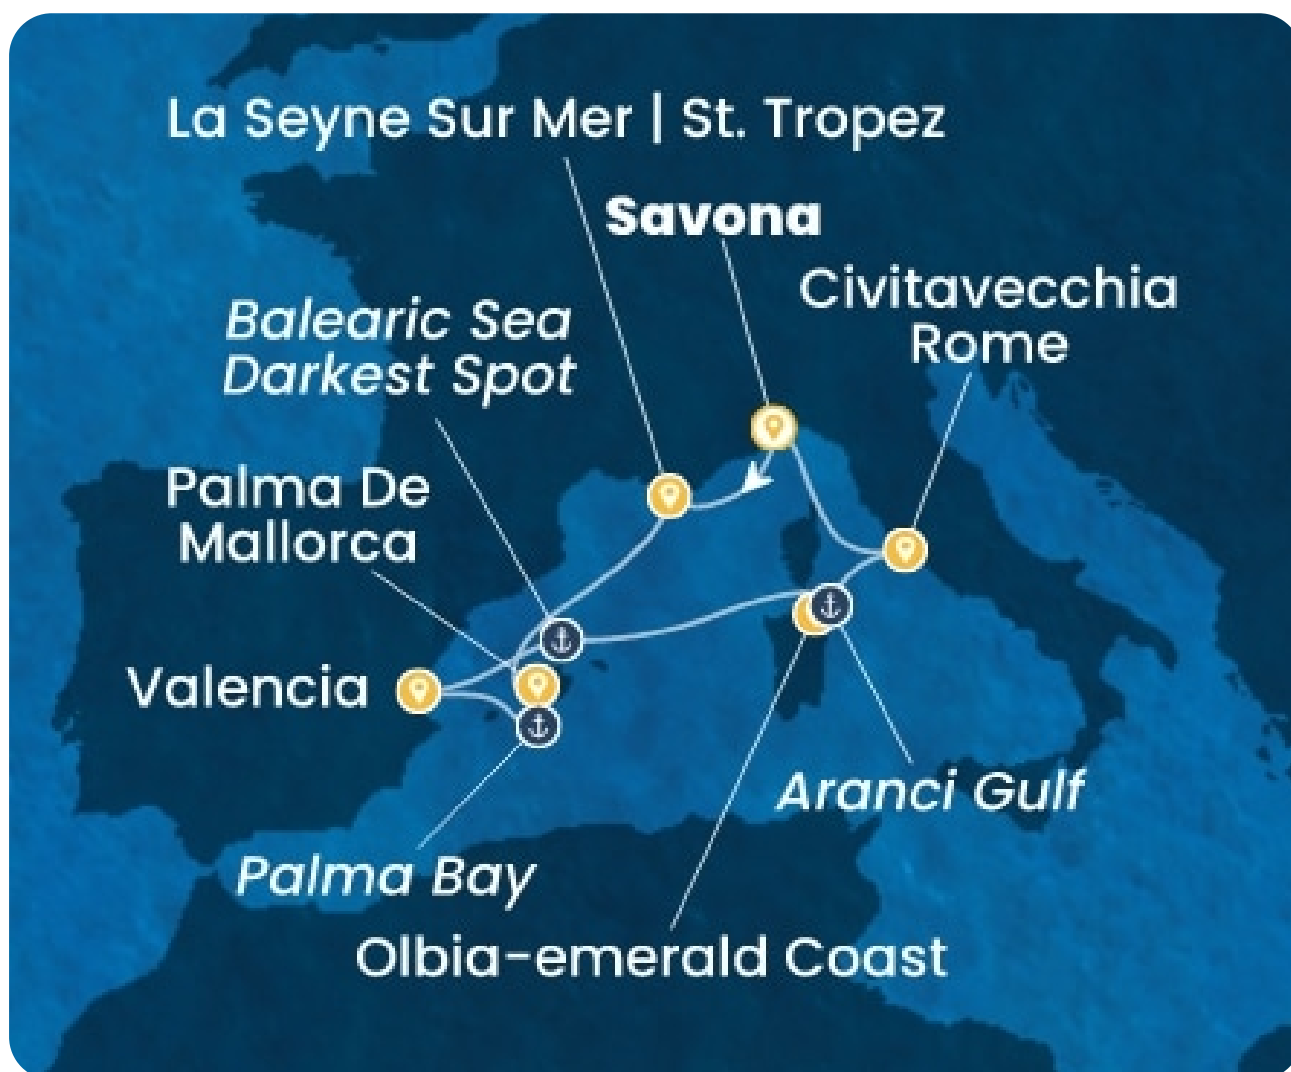 La Seyne Sur Mer | St. Tropez
Savona
Civitavecchia
Rome
Balearic Sea
Darkest Spot
Palma De
Mallorca
Valencia
Aranci Gulf
Palma Bay
Olbia-emerald Coast